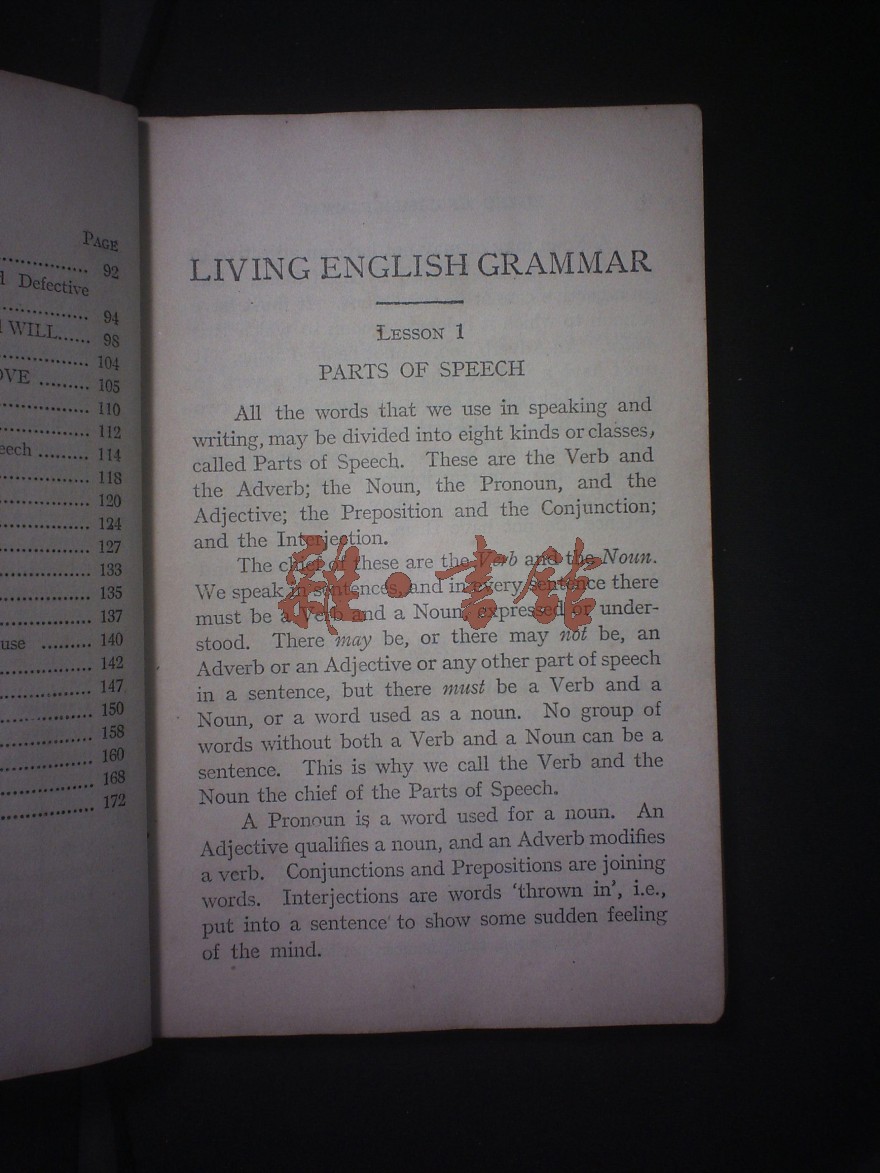 PAGE
92
Defective
94
WILL...... 98
104
OVE ......... 105
110
112
eech ......... 114
118
120
124
127
133
135
137
use ......... 140
142
147
150
158
160
168
172
LIVING ENGLISH GRAMMAR
LESSON 1
PARTS OF SPEECH
All the words that we use in speaking and
writing, may be divided into eight kinds or classes,
called Parts of Speech. These are the Verb and
the Adverb; the Noun, the Pronoun, and the
Adjective; the Preposition and the Conjunction;
and the Interjection.
The chief of these are the Verb and the Noun.
We speak in sentences, and in every sentence there
must be a Verb and a Noun, expressed or under-
stood. There may be, or there may not be, an
Adverb or an Adjective or any other part of speech
in a sentence, but there must be a Verb and a
Noun, or a word used as a noun. No group of
words without both a Verb and a Noun can be a
sentence. This is why we call the Verb and the
Noun the chief of the Parts of Speech.
A Pronoun is a word used for a noun. An
Adjective qualifies a noun, and an Adverb modifies
a verb. Conjunctions and Prepositions are joining
words. Interjections are words ‘thrown in’, i.e.,
put into a sentence to show some sudden feeling
of the mind.
雜·書館